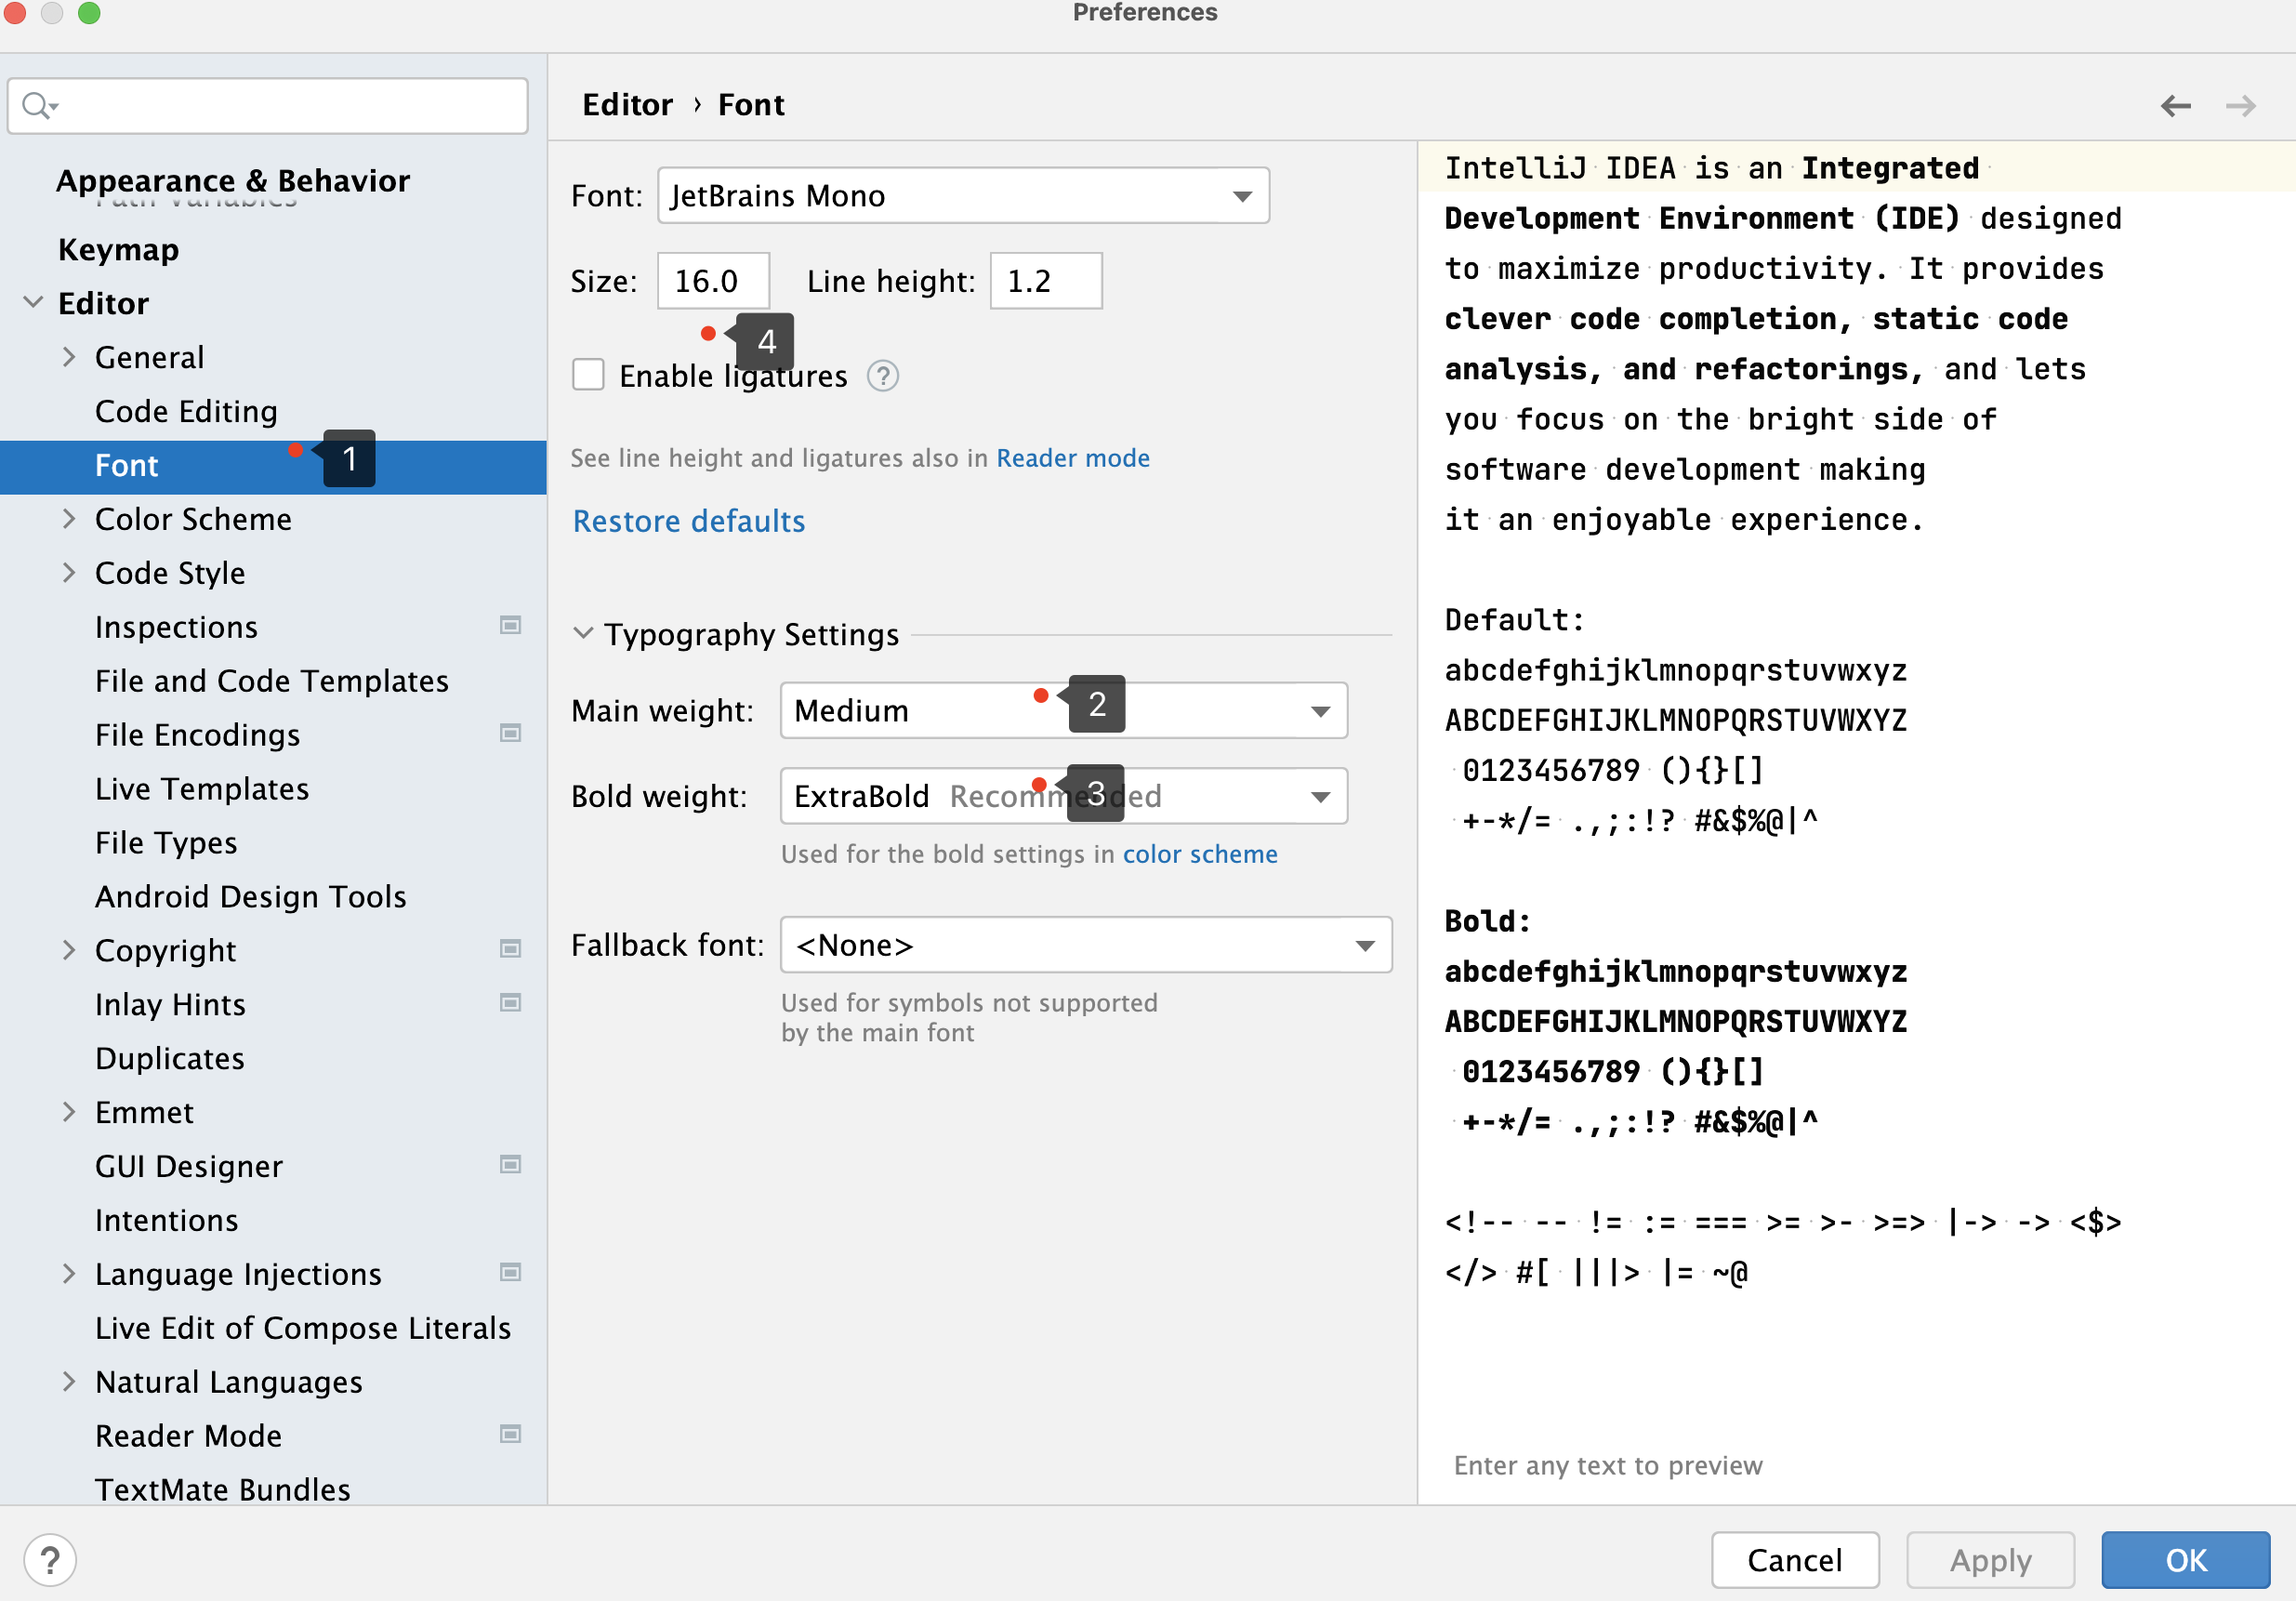 Preferences
Appearance & Behavior
Path Variables
Keymap
Editor
General
Code Editing
Font
1
Color Scheme
Code Style
Inspections
File and Code Templates
File Encodings
Live Templates
File Types
Android Design Tools
Copyright
Inlay Hints
Duplicates
Emmet
GUI Designer
Intentions
Language Injections
Live Edit of Compose Literals
Natural Languages
Reader Mode
TextMate Bundles
Editor › Font
Font: JetBrains Mono
Size: 16.0 Line height: 1.2
4
Enable ligatures ?
See line height and ligatures also in Reader mode
Restore defaults
Typography Settings
Main weight: Medium 2
Bold weight: ExtraBold Recommended 3
Used for the bold settings in color scheme
Fallback font: <None>
Used for symbols not supported
by the main font
IntelliJ IDEA is an Integrated
Development Environment (IDE) designed
to maximize productivity. It provides
clever code completion, static code
analysis, and refactorings, and lets
you focus on the bright side of
software development making
it an enjoyable experience.
Default:
abcdefghijklmnopqrstuvwxyz
ABCDEFGHIJKLMNOPQRSTUVWXYZ
0123456789 (){}[]
+-*/= .,;:!? #&$%@|^
Bold:
abcdefghijklmnopqrstuvwxyz
ABCDEFGHIJKLMNOPQRSTUVWXYZ
0123456789 (){}[]
+-*/= .,;:!? #&$%@|^
<!-- -- != := === >= >- >=> |-> -> <$>
</> #[ |||> |= ~@
Enter any text to preview
? Cancel Apply OK